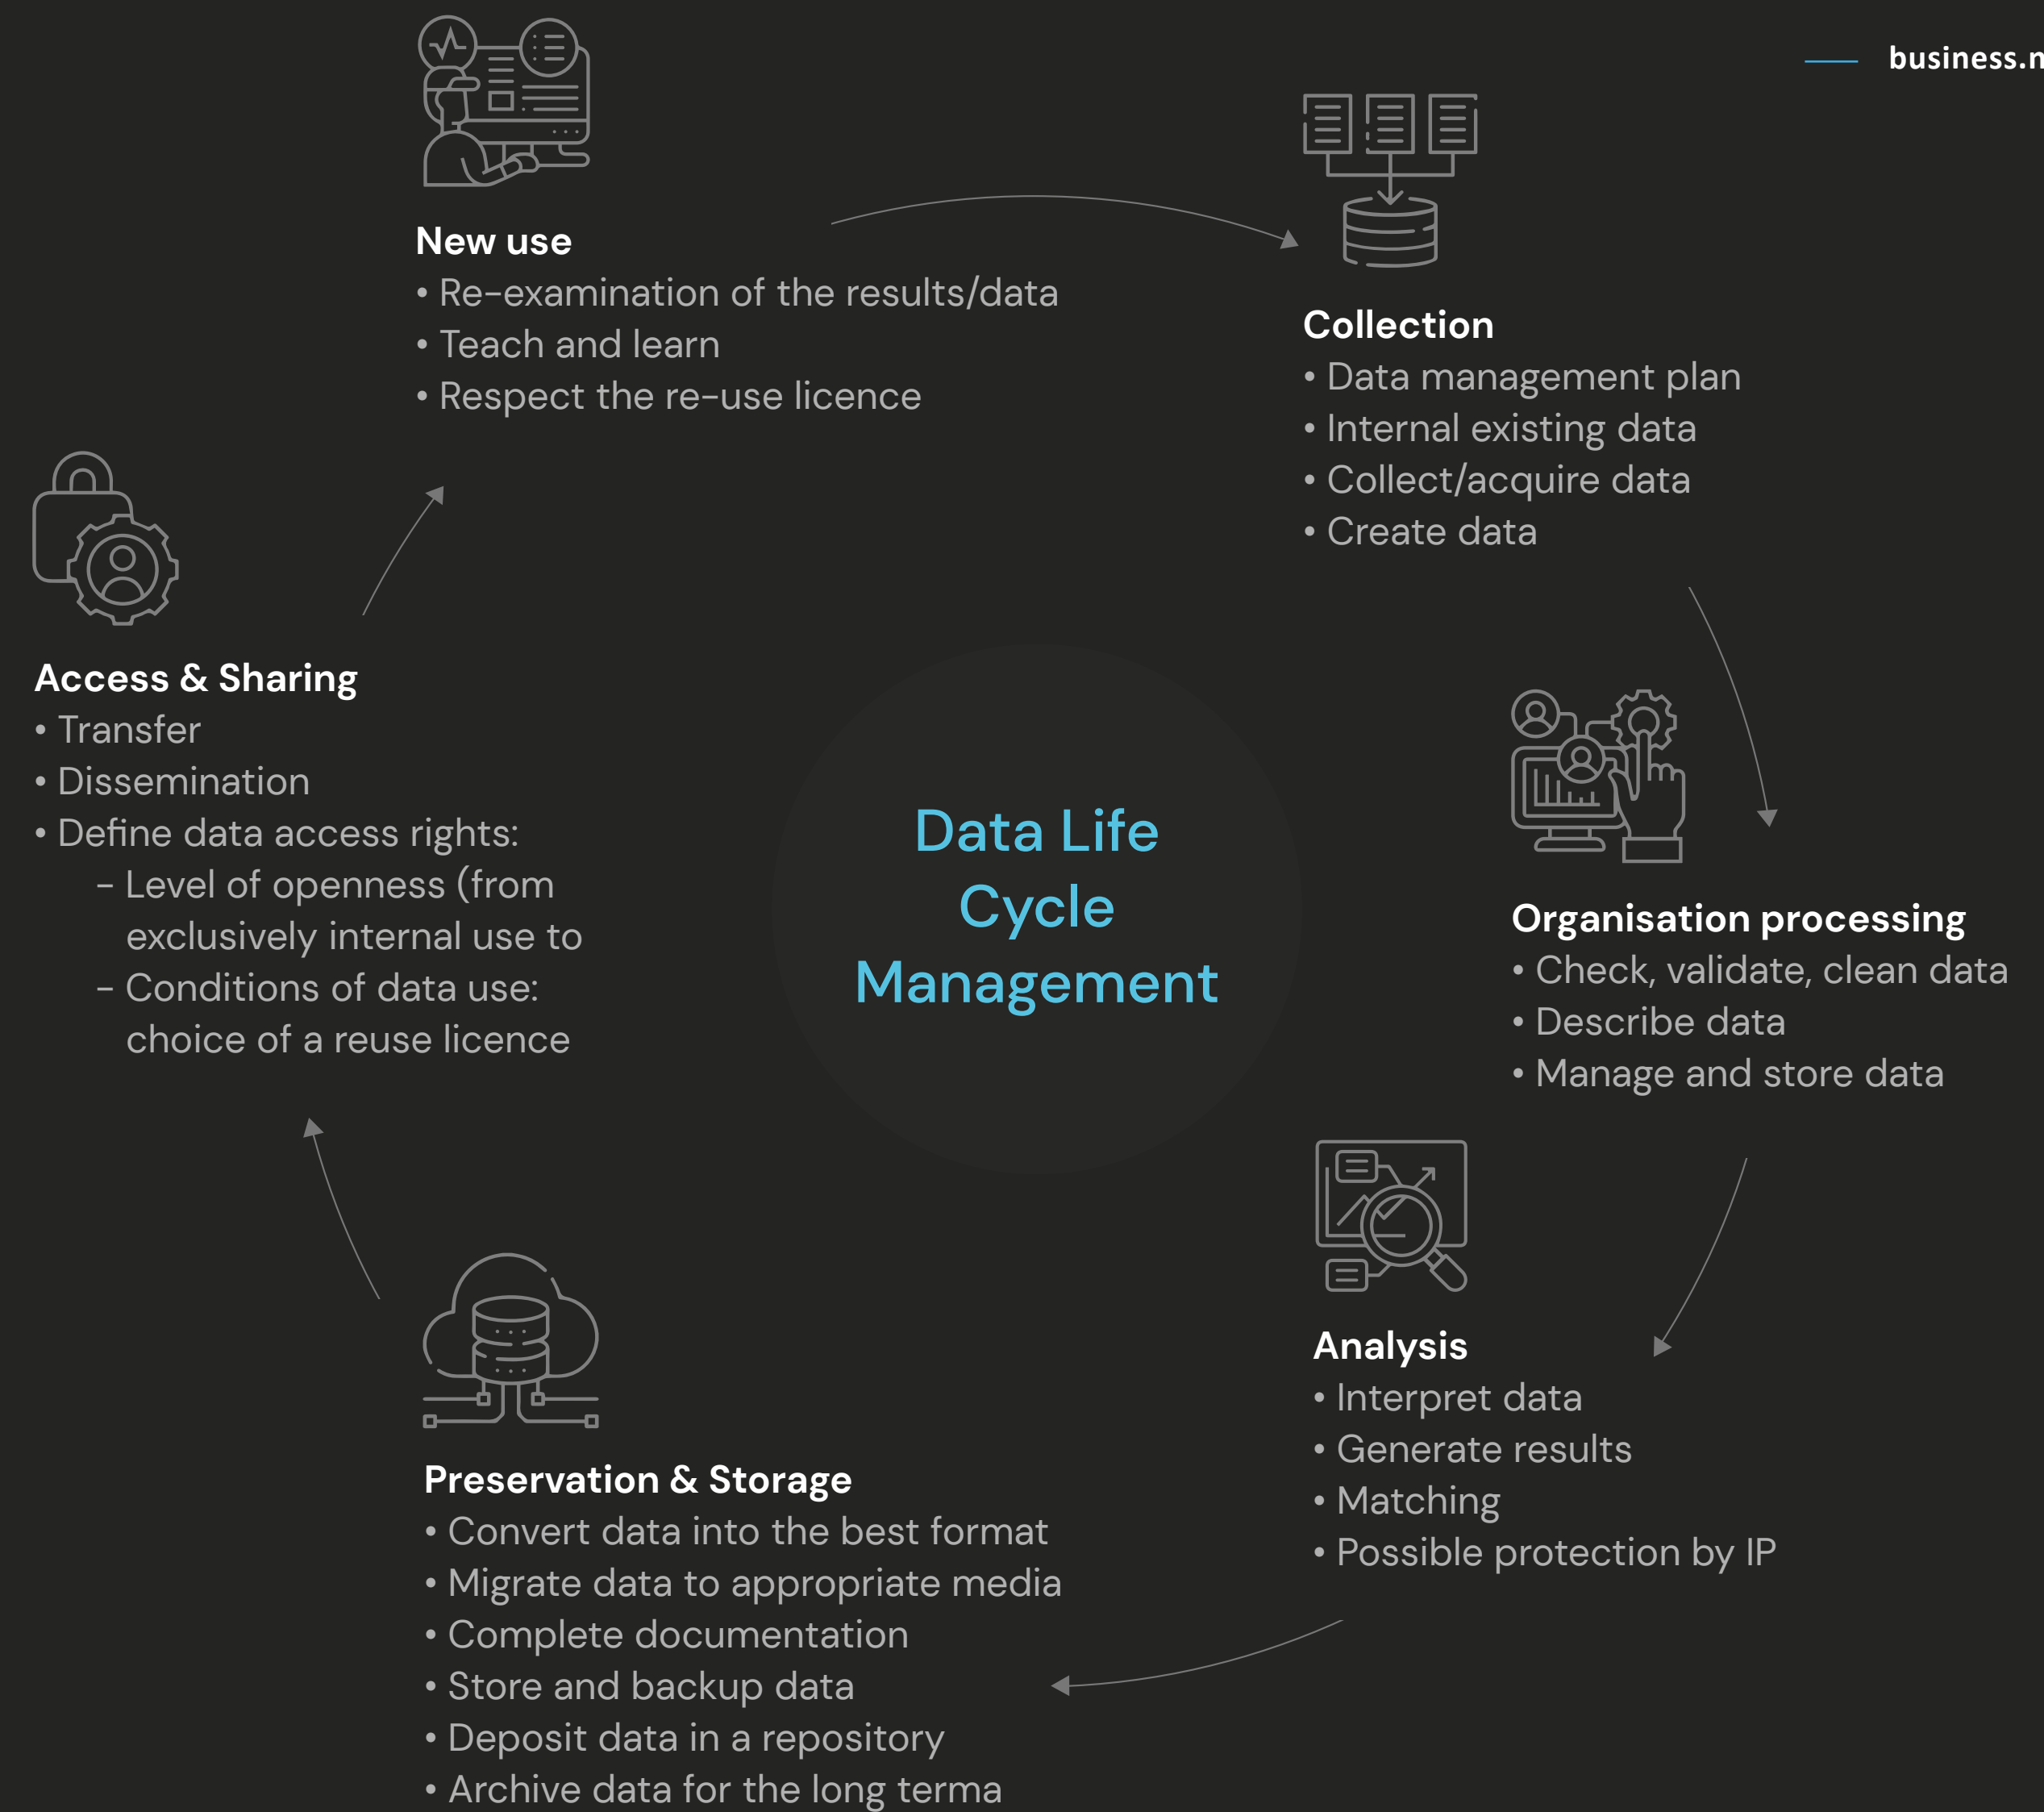 business.n
New use
• Re-examination of the results/data
• Teach and learn
• Respect the re-use licence
Collection
• Data management plan
• Internal existing data
• Collect/acquire data
• Create data
Organisation processing
• Check, validate, clean data
• Describe data
• Manage and store data
Analysis
• Interpret data
• Generate results
• Matching
• Possible protection by IP
Preservation & Storage
• Convert data into the best format
• Migrate data to appropriate media
• Complete documentation
• Store and backup data
• Deposit data in a repository
• Archive data for the long terma
Access & Sharing
• Transfer
• Dissemination
• Define data access rights:
– Level of openness (from
exclusively internal use to
– Conditions of data use:
choice of a reuse licence
Data Life
Cycle
Management